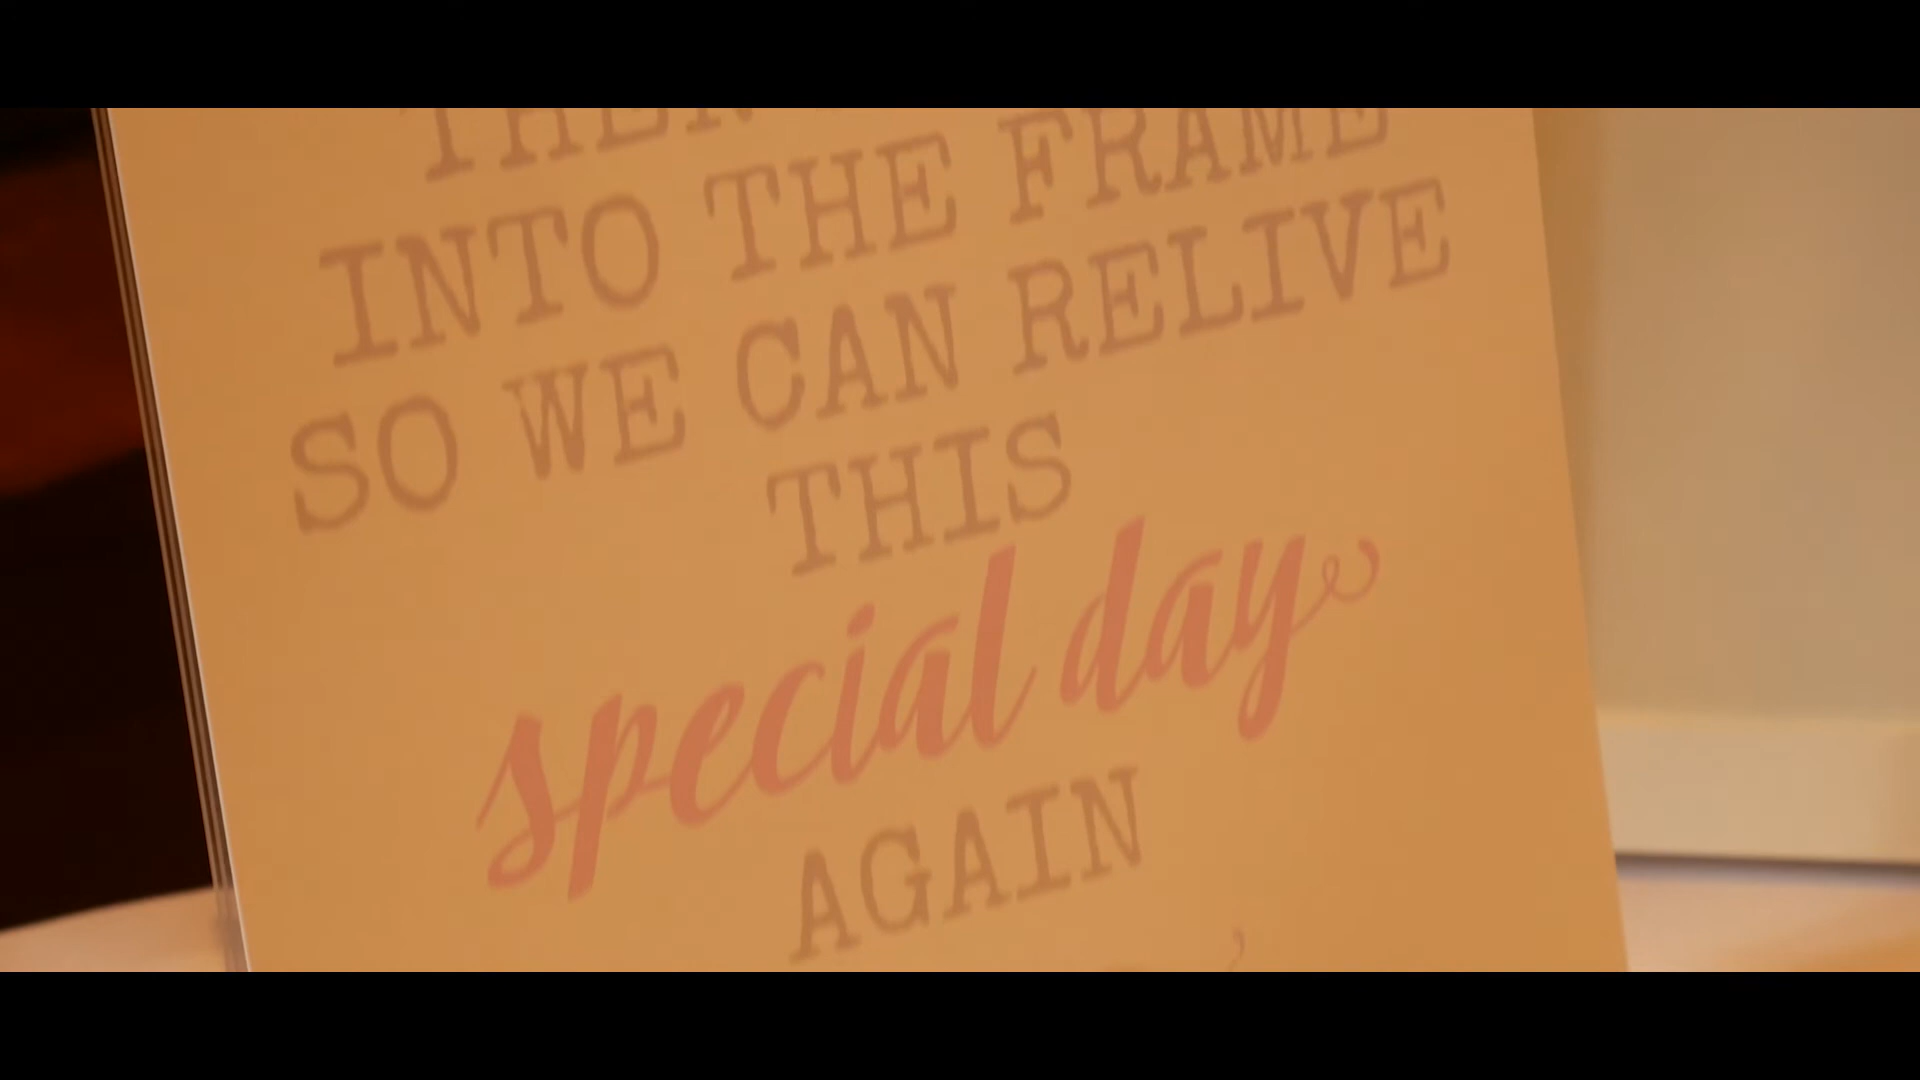 INTO THE FRAME
SO WE CAN RELIVE
THIS
special day
AGAIN